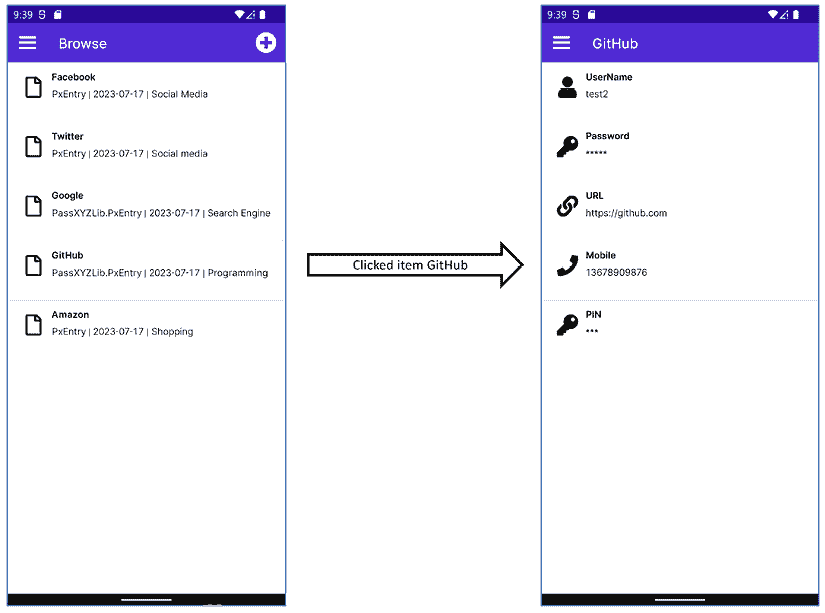 9:39
Browse
Facebook
PxEntry | 2023-07-17 | Social Media
Twitter
PxEntry | 2023-07-17 | Social media
Google
PassXYZLib.PxEntry | 2023-07-17 | Search Engine
GitHub
PassXYZLib.PxEntry | 2023-07-17 | Programming
Amazon
PxEntry | 2023-07-17 | Shopping
Clicked item GitHub
9:39
GitHub
UserName
test2
Password
*****
URL
https://github.com
Mobile
13678909876
PIN
***